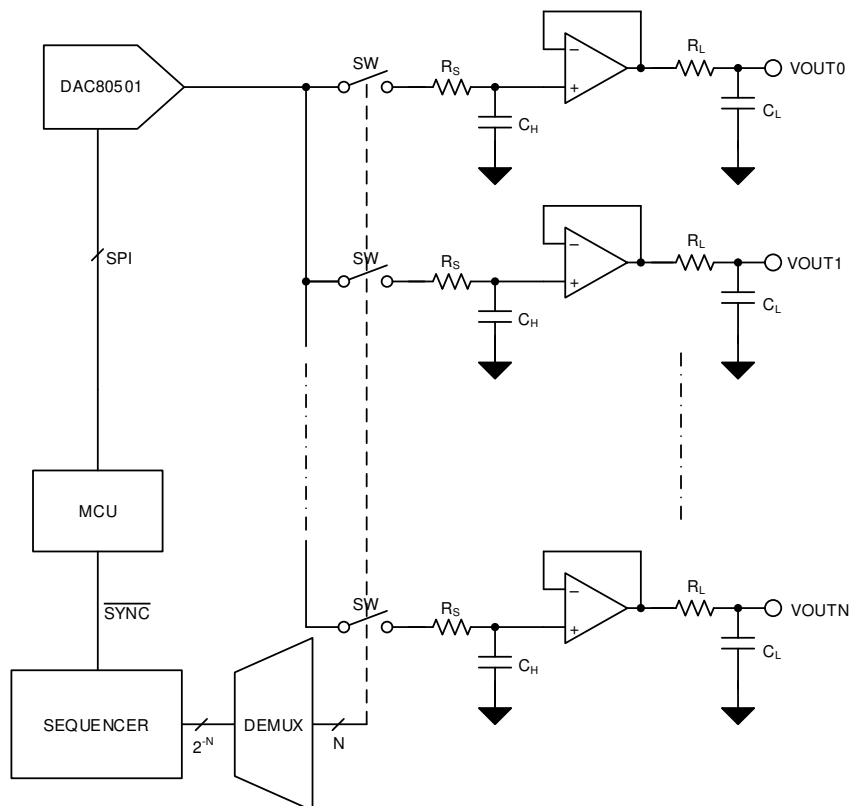 DAC80501
SW
RS
CH
−
+
RL
CL
VOUT0
SPI
SW
RS
CH
−
+
RL
CL
VOUT1
MCU
SYNC
SW
RS
CH
−
+
RL
CL
VOUTN
SEQUENCER
2-N
DEMUX
N